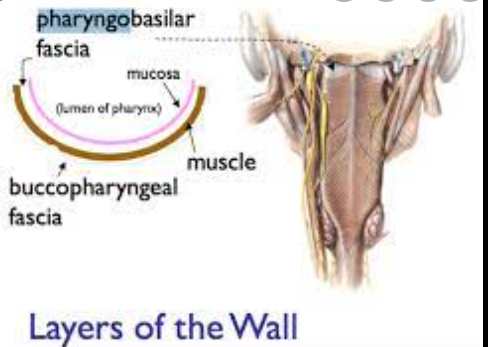 pharyngobasilar
fascia
mucosa
(lumen of pharynx)
muscle
buccopharyngeal
fascia
Layers of the Wall